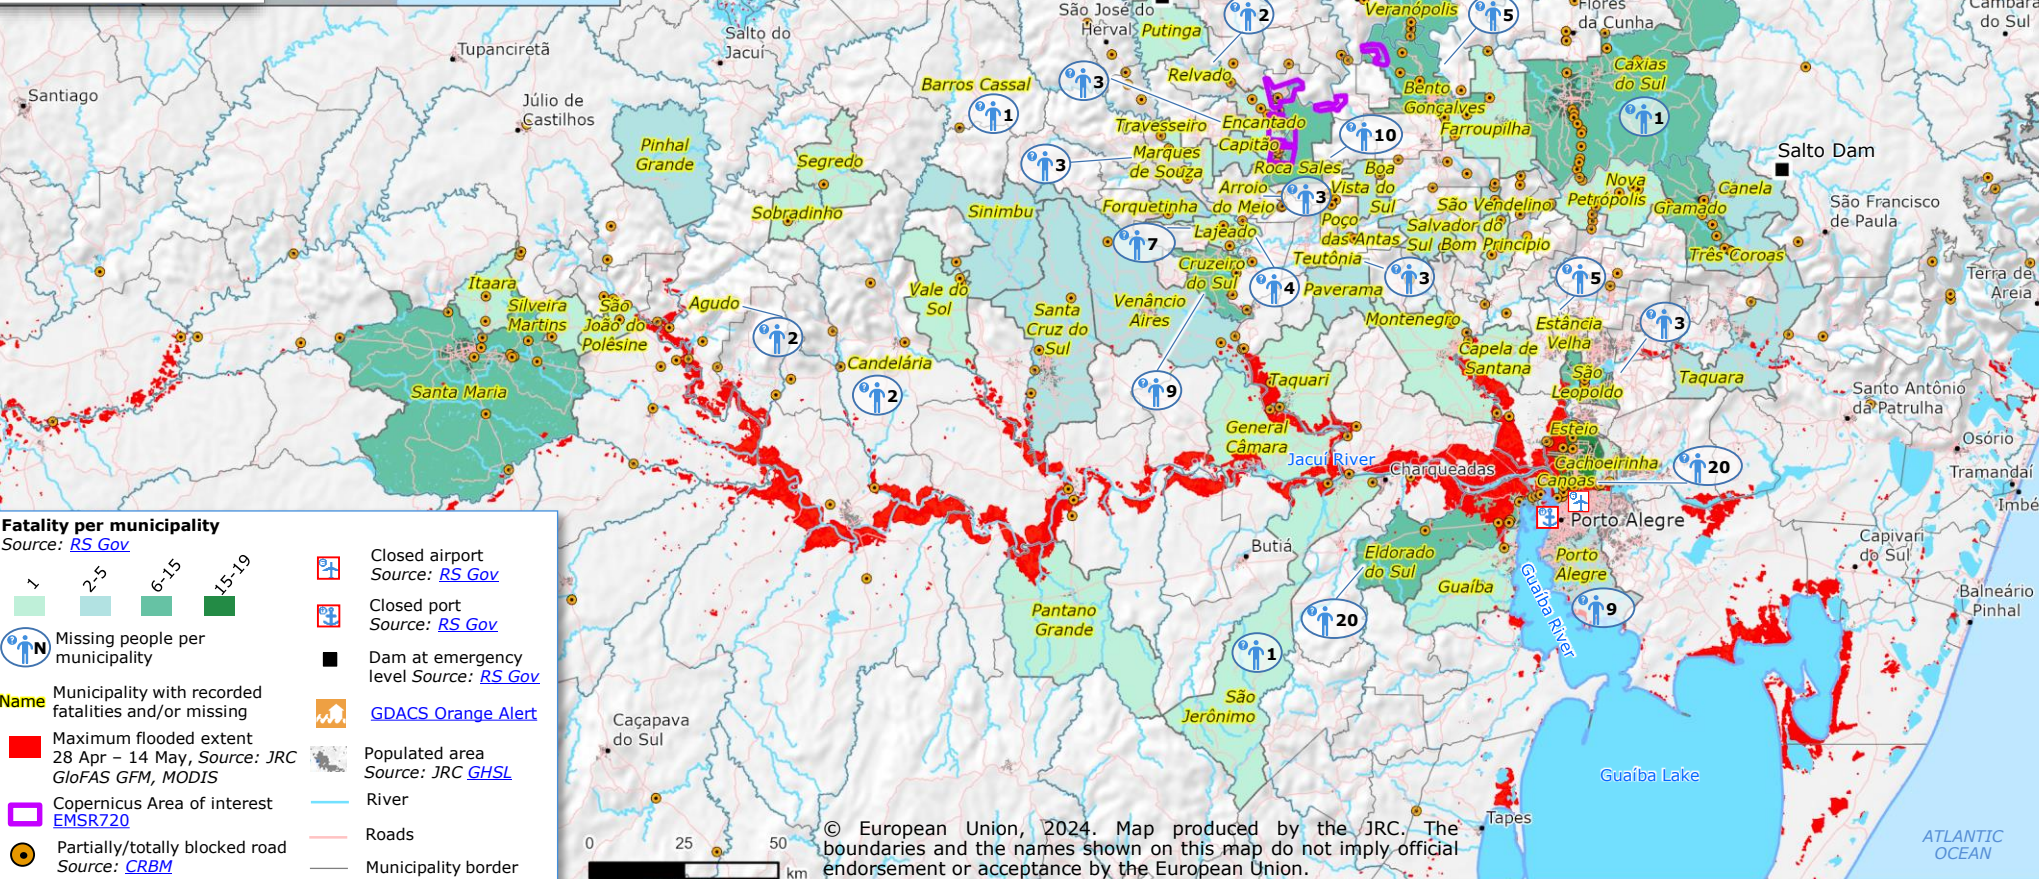 São José do
Herval
Putinga
2
Veranópolis
5
Flores
da Cunha
Cambará
do Sul
Tupanciretã
Salto do
Jacuí
Relvado
Caxias
do Sul
Santiago
Júlio de
Castilhos
Barros Cassal
1
3
Bento
Gonçalves
1
Travesseiro
Encantado
10
Farroupilha
Pinhal
Grande
Segredo
3
Marques
de Souza
Capitão
Roca Sales
Boa
Vista do
Sul
Salto Dam
Sobradinho
Sinimbu
Forquetinha
Arroio
do Meio
3
São Vendelino
Nova
Petrópolis
Canela
Gramado
São Francisco
de Paula
7
Lajeado
Poço
das Antas
Salvador do
Sul
Bom Princípio
Três Coroas
Itaara
Silveira
Martins
São
João do
Polêsine
Agudo
2
Vale do
Sol
Santa
Cruz do
Sul
Venâncio
Aires
Cruzeiro
do Sul
4
Teutônia
3
Paverama
5
Terra de
Areia
Montenegro
Estância
Velha
3
Santa Maria
Candelária
2
9
Taquari
Capela de
Santana
São
Leopoldo
Taquara
Santo Antônio
da Patrulha
General
Câmara
Esteio
Osório
Jacuí River
Charqueadas
Cachoeirinha
Canoas
20
Tramandaí
Imbé
Porto Alegre
Butiá
Eldorado
do Sul
Guaíba
Porto
Alegre
Guaíba River
Capivari
do Sul
Balneário
Pinhal
Pantano
Grande
20
9
1
São
Jerônimo
Caçapava
do Sul
Guaíba Lake
Tapes
ATLANTIC
OCEAN
Fatality per municipality
Source: RS Gov
1
2-5
6-15
15-19
N
Missing people per
municipality
Name
Municipality with recorded
fatalities and/or missing
Maximum flooded extent
28 Apr – 14 May, Source: JRC
GloFAS GFM, MODIS
Copernicus Area of interest
EMSR720
Partially/totally blocked road
Source: CRBM
Closed airport
Source: RS Gov
Closed port
Source: RS Gov
Dam at emergency
level Source: RS Gov
GDACS Orange Alert
Populated area
Source: JRC GHSL
River
Roads
Municipality border
0
25
50
km
© European Union, 2024. Map produced by the JRC. The
boundaries and the names shown on this map do not imply official
endorsement or acceptance by the European Union.